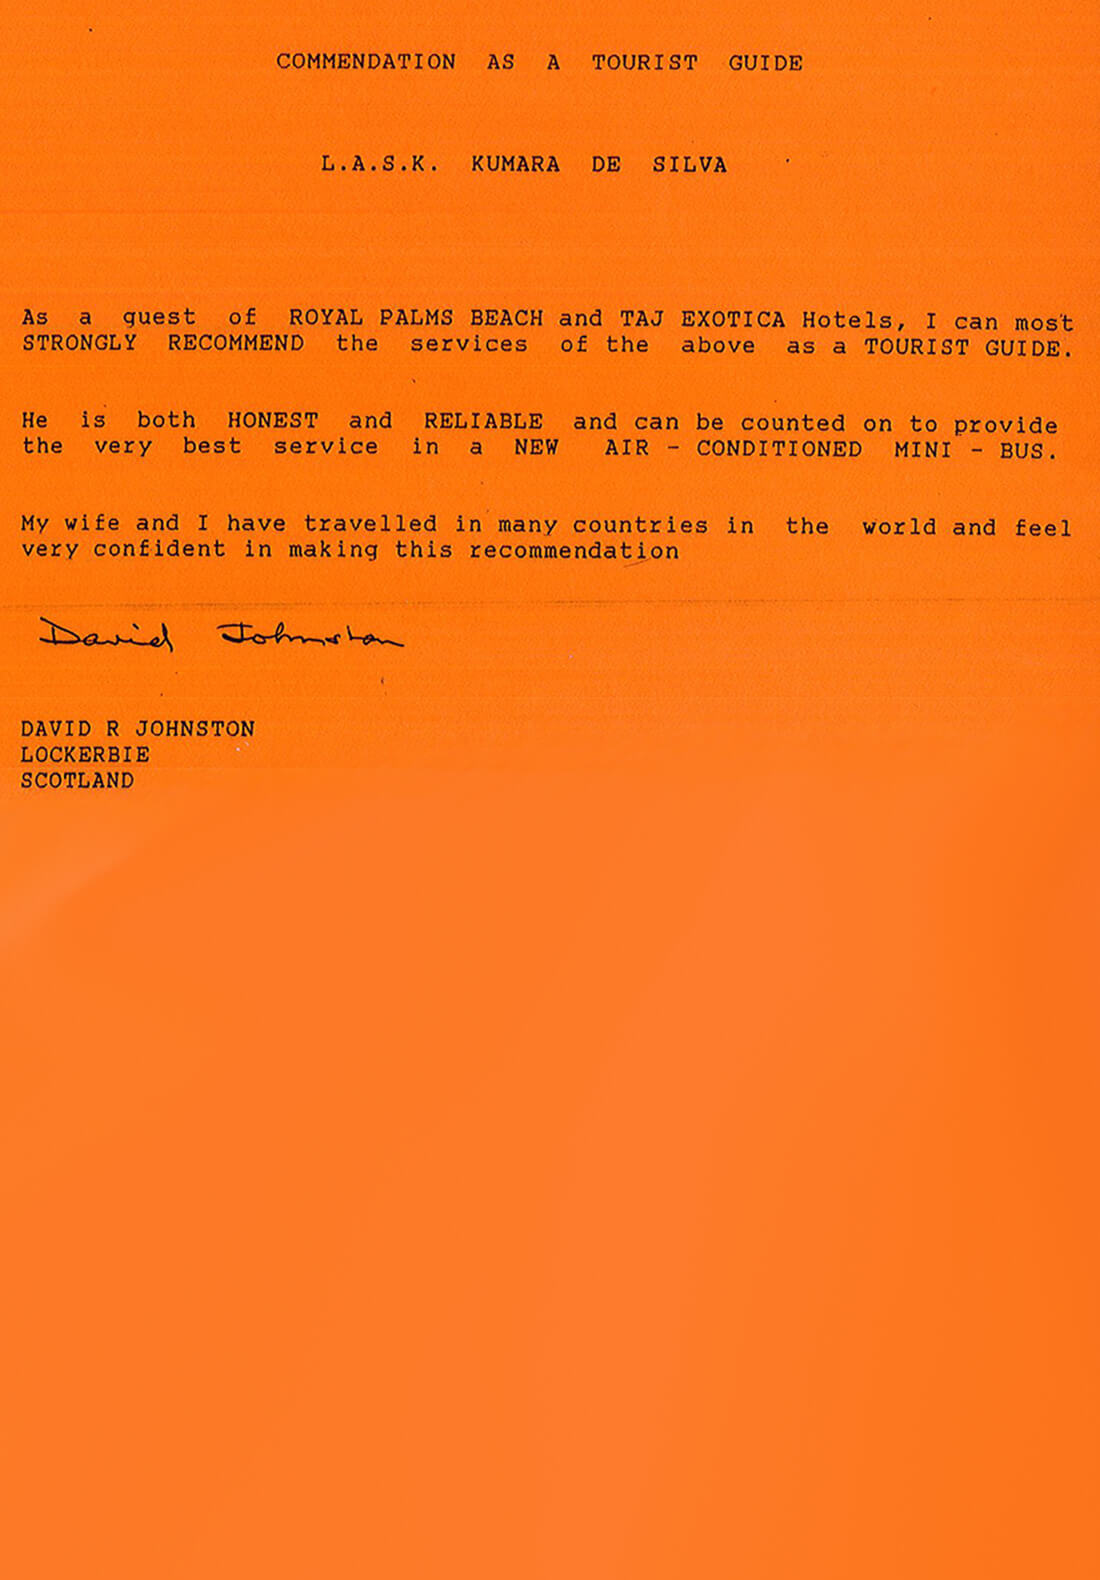 COMMENDATION AS A TOURIST GUIDE
L.A.S.K. KUMARA DE SILVA
As a guest of ROYAL PALMS BEACH and TAJ EXOTICA Hotels, I can most
STRONGLY RECOMMEND the services of the above as a TOURIST GUIDE.
He is both HONEST and RELIABLE and can be counted on to provide
the very best service in a NEW AIR - CONDITIONED MINI - BUS.
My wife and I have travelled in many countries in the world and feel
very confident in making this recommendation
David Johnston
DAVID R JOHNSTON
LOCKERBIE
SCOTLAND